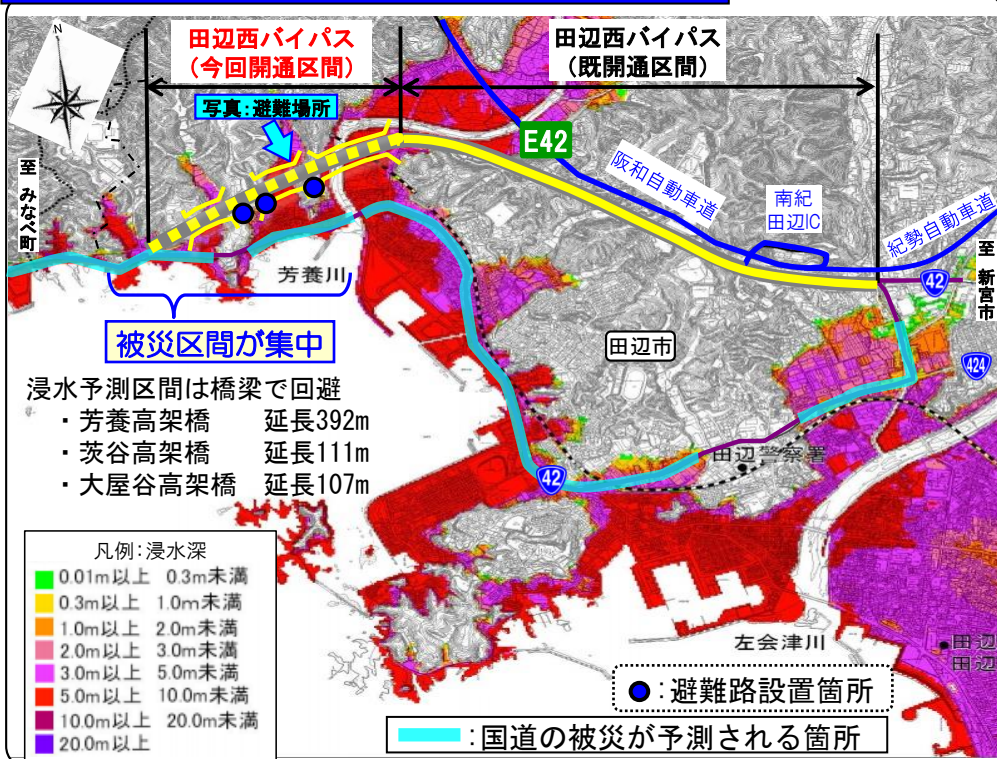 N
田辺西バイパス
（今回開通区間）
田辺西バイパス
（既開通区間）
写真：避難場所
E42
阪和自動車道
南紀
田辺IC
紀勢自動車道
至 みなべ町
至 新宮市
42
424
芳養川
被災区間が集中
田辺市
浸水予測区間は橋梁で回避
・芳養高架橋 延長392m
・茨谷高架橋 延長111m
・大屋谷高架橋 延長107m
田辺警察署
42
凡例：浸水深
0.01m以上 0.3m未満
0.3m以上 1.0m未満
1.0m以上 2.0m未満
2.0m以上 3.0m未満
3.0m以上 5.0m未満
5.0m以上 10.0m未満
10.0m以上 20.0m未満
20.0m以上
左会津川
田辺
田辺
：避難路設置箇所
：国道の被災が予測される箇所